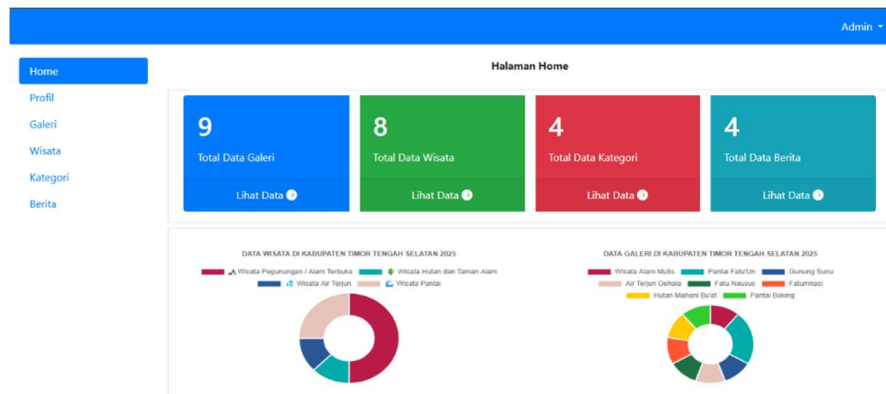 Admin
Home
Profil
Galeri
Wisata
Kategori
Berita
Halaman Home
9
Total Data Galeri
Lihat Data
8
Total Data Wisata
Lihat Data
4
Total Data Kategori
Lihat Data
4
Total Data Berita
Lihat Data
DATA WISATA DI KABUPATEN TIMOR TENGAH SELATAN 2025
Wisata Pegunungan / Alam Terbuka Wisata Hutan dan Taman Alam
Wisata Air Terjun Wisata Pantai
DATA GALERI DI KABUPATEN TIMOR TENGAH SELATAN 2025
Wisata Alam Mutis Pantai Fatu'Un Gunung Sunu
Air Terjun Oehala Fatu Nausus Fatumnasi
Hutan Mahoni Bu'at Pantai Boking